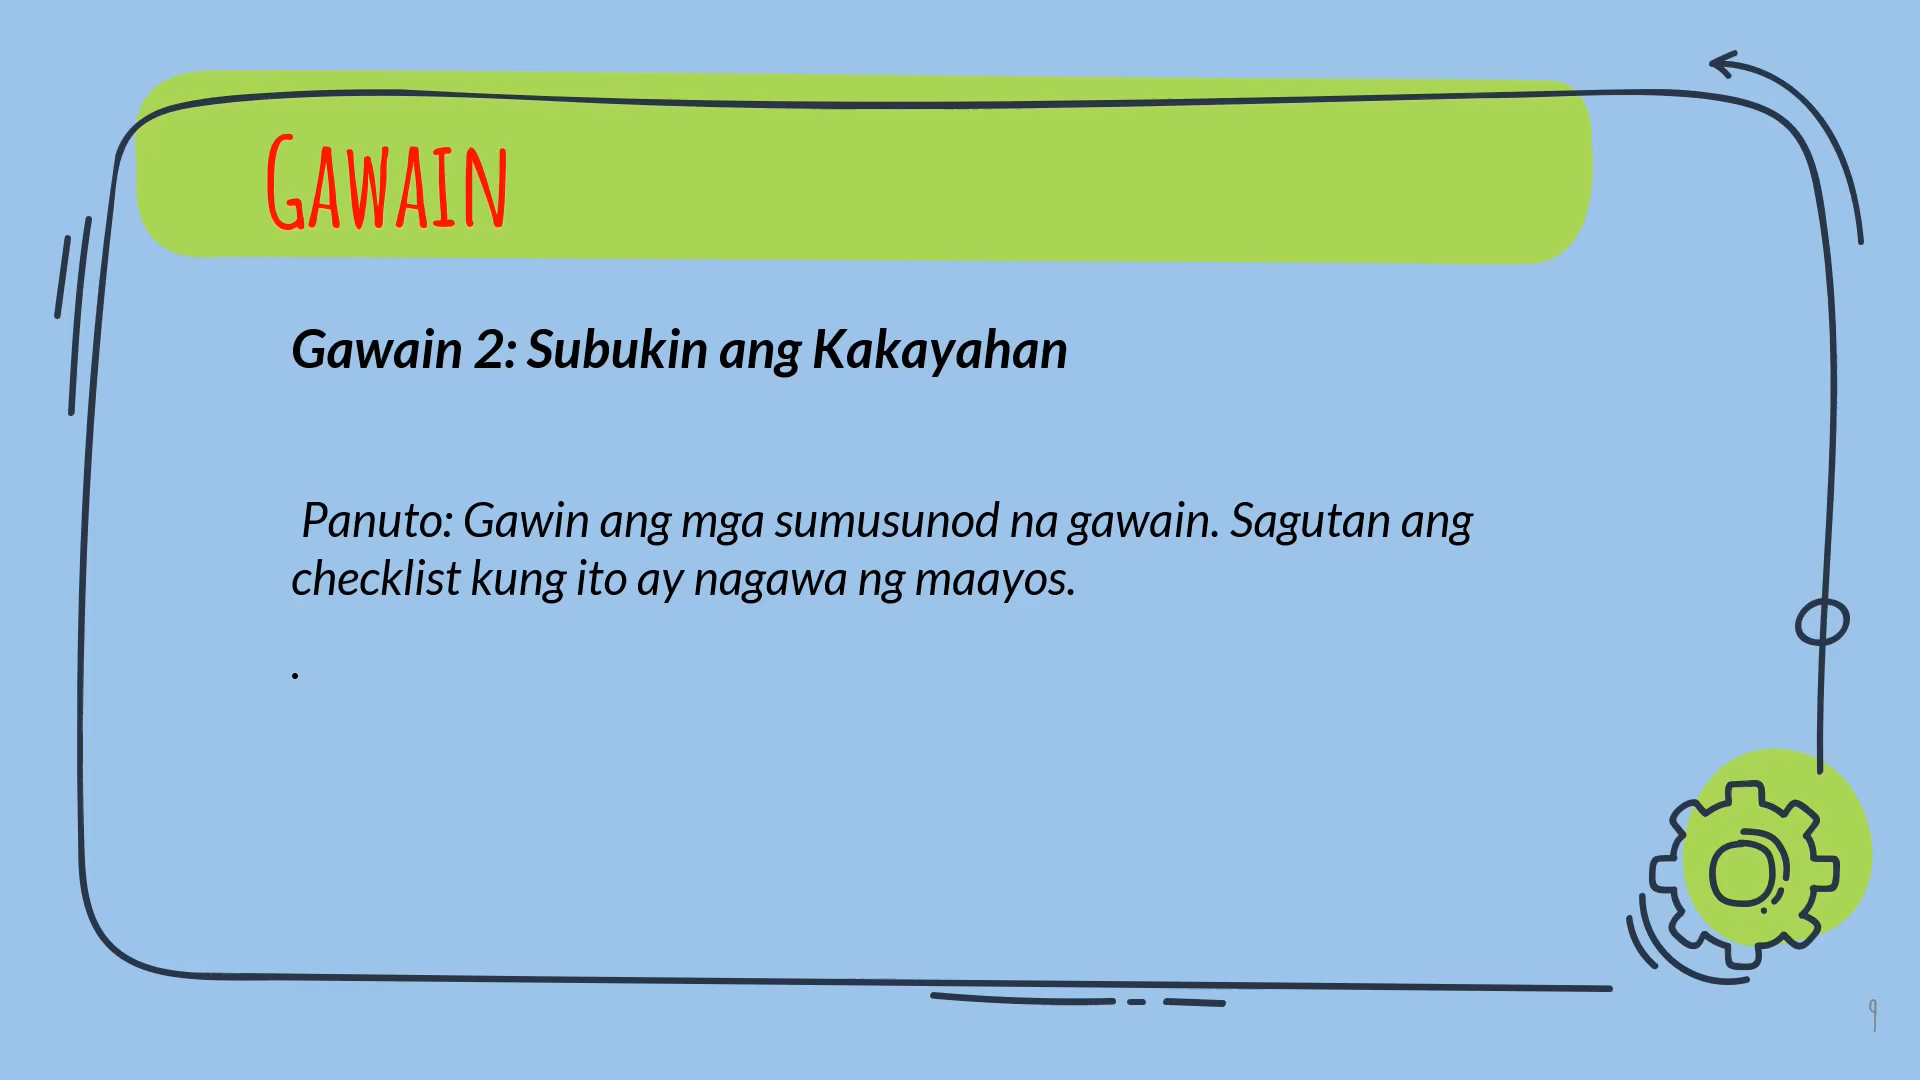 Gawain
Gawain 2: Subukin ang Kakayahan
Panuto: Gawin ang mga sumusunod na gawain. Sagutan ang
checklist kung ito ay nagawa ng maayos.
.
9